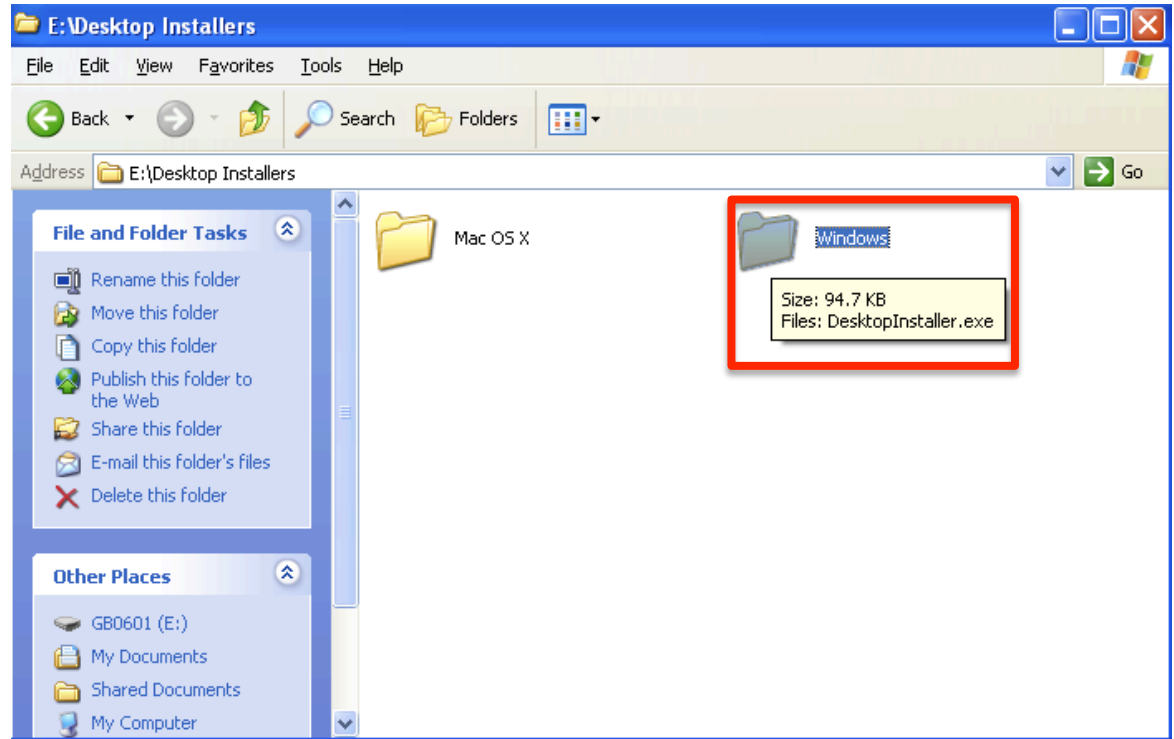 E:\Desktop Installers
File Edit View Favorites Tools Help
Back Search Folders
Address E:\Desktop Installers Go
File and Folder Tasks
Rename this folder
Move this folder
Copy this folder
Publish this folder to
the Web
Share this folder
E-mail this folder's files
Delete this folder
Other Places
GB0601 (E:)
My Documents
Shared Documents
My Computer
Mac OS X
Windows
Size: 94.7 KB
Files: DesktopInstaller.exe